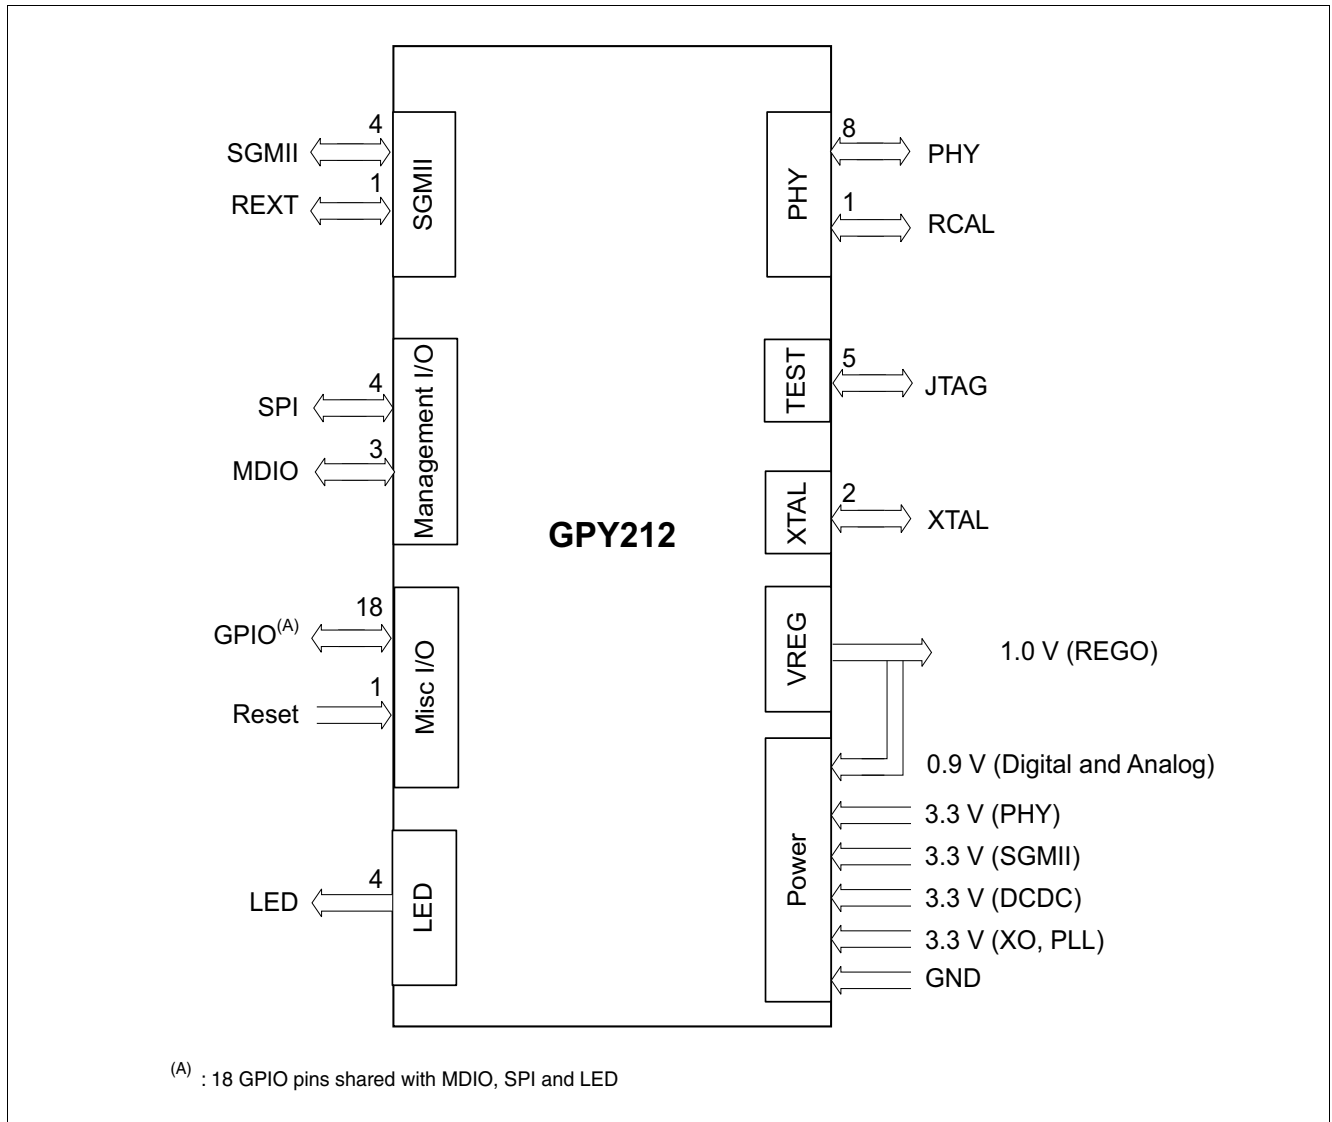 4
SGMII
1
REXT
SGMII
4
SPI
3
MDIO
Management I/O
18
GPIO(A)
1
Reset
Misc I/O
4
LED
LED
GPY212
PHY
8
PHY
1
RCAL
TEST
5
JTAG
XTAL
2
XTAL
VREG
1.0 V (REGO)
Power
0.9 V (Digital and Analog)
3.3 V (PHY)
3.3 V (SGMII)
3.3 V (DCDC)
3.3 V (XO, PLL)
GND
(A) : 18 GPIO pins shared with MDIO, SPI and LED